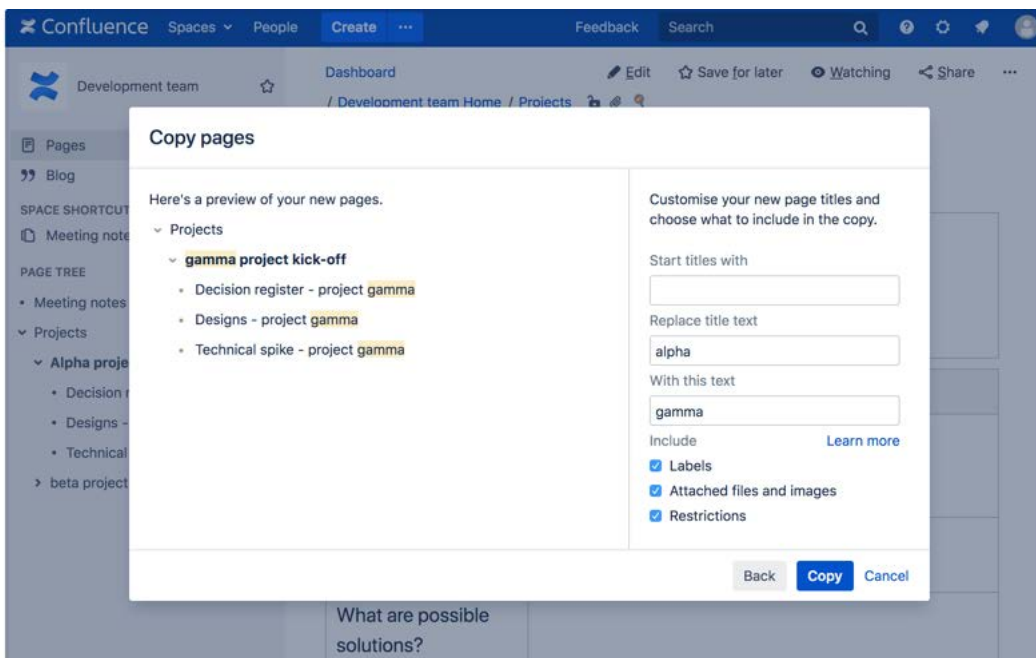 Confluence Spaces People Create ··· Feedback Search
Development team
Dashboard
/ Development team Home / Projects
Edit Save for later Watching Share ···
Pages
Blog
SPACE SHORTCUT
Meeting note
PAGE TREE
Meeting notes
Projects
Alpha proje
Decision r
Designs -
Technical
beta project
Copy pages
Here's a preview of your new pages.
Projects
gamma project kick-off
Decision register - project gamma
Designs - project gamma
Technical spike - project gamma
Customise your new page titles and
choose what to include in the copy.
Start titles with
Replace title text
alpha
With this text
gamma
Include Learn more
Labels
Attached files and images
Restrictions
Back Copy Cancel
What are possible
solutions?